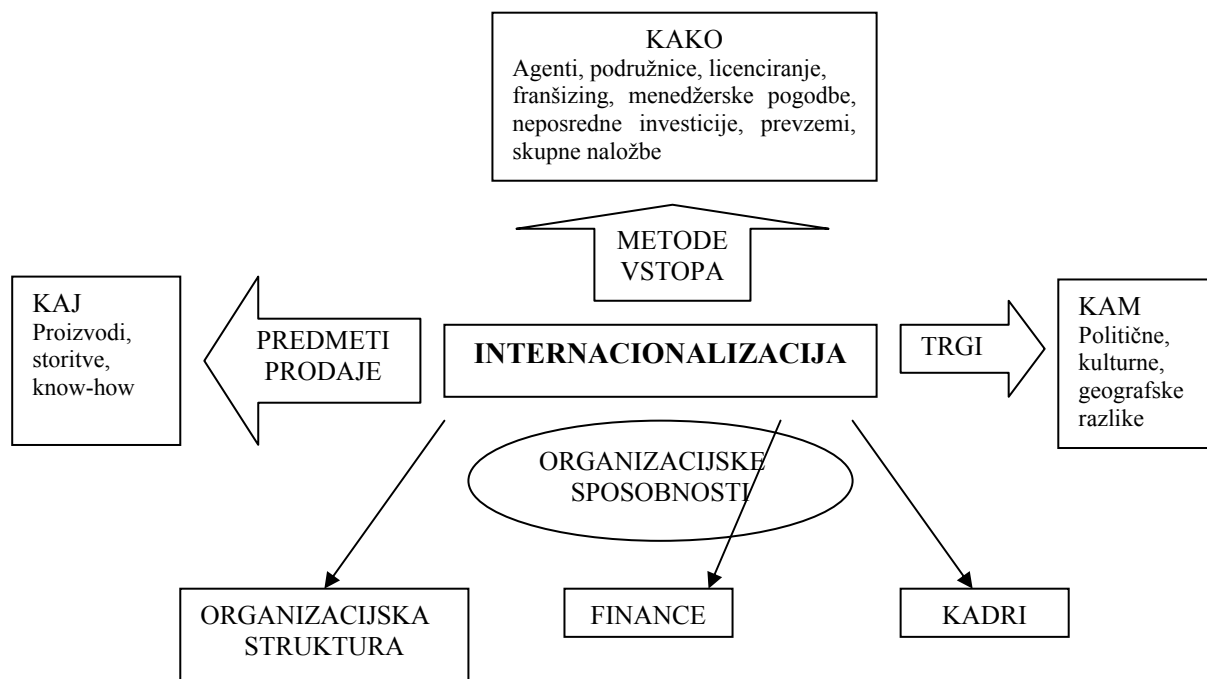 KAKO
Agenti, podružnice, licenciranje,
franšizing, menedžerske pogodbe,
neposredne investicije, prevzemi,
skupne naložbe
METODE
VSTOPA
KAJ
Proizvodi,
storitve,
know-how
PREDMETI
PRODAJE
INTERNACIONALIZACIJA
TRGI
KAM
Politične,
kulturne,
geografske
razlike
ORGANIZACIJSKE
SPOSOBNOSTI
ORGANIZACIJSKA
STRUKTURA
FINANCE
KADRI